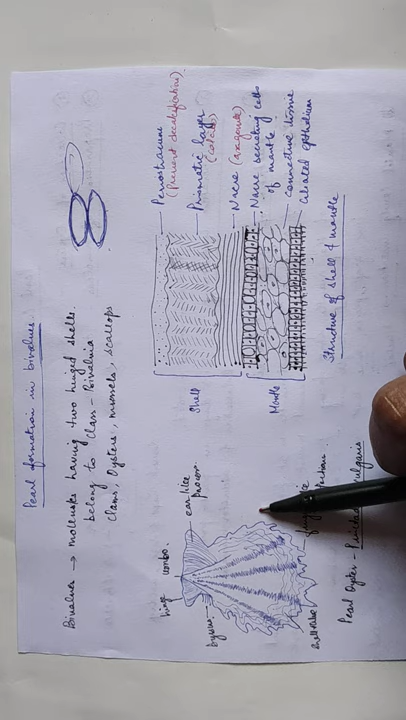 Pearl formation in bivalves
Bivalves → molluscs having two hinged shells.
belong to Class - bivalvia
Clams, Oysters, mussels, scallops
hinge umbo
ear like process
byssus
shell valve
Pearl Oyster - Pinctada vulgaris
Shell
Mantle
Periostracum
(prevent decalcification)
Prismatic layer
(calcite)
Nacre (aragonite)
Nacre secreting cells
of mantle
connective tissue
ciliated epithelium
Structure of shell & mantle